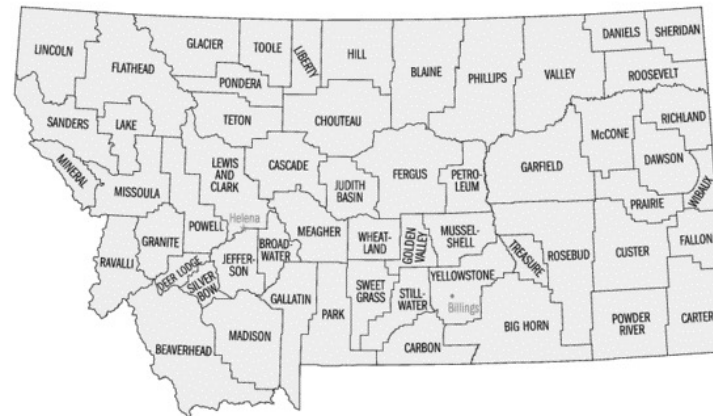 LINCOLN
FLATHEAD
GLACIER
TOOLE
LIBERTY
HILL
BLAINE
PHILLIPS
VALLEY
DANIELS
SHERIDAN
ROOSEVELT
PONDERA
TETON
CHOUTEAU
SANDERS
LAKE
MINERAL
MISSOULA
LEWIS
AND
CLARK
CASCADE
JUDITH
BASIN
FERGUS
PETRO-
LEUM
GARFIELD
McCONE
RICHLAND
DAWSON
PRAIRIE
WIBAUX
RAVALLI
GRANITE
POWELL
Helena
DEER LODGE
SILVER
BOW
JEFFER-
SON
BROAD-
WATER
MEAGHER
WHEAT-
LAND
GOLDEN
VALLEY
MUSSEL-
SHELL
TREASURE
ROSEBUD
CUSTER
FALLON
BEAVERHEAD
MADISON
GALLATIN
PARK
SWEET
GRASS
STILL-
WATER
YELLOWSTONE
Billings
CARBON
BIG HORN
POWDER
RIVER
CARTER